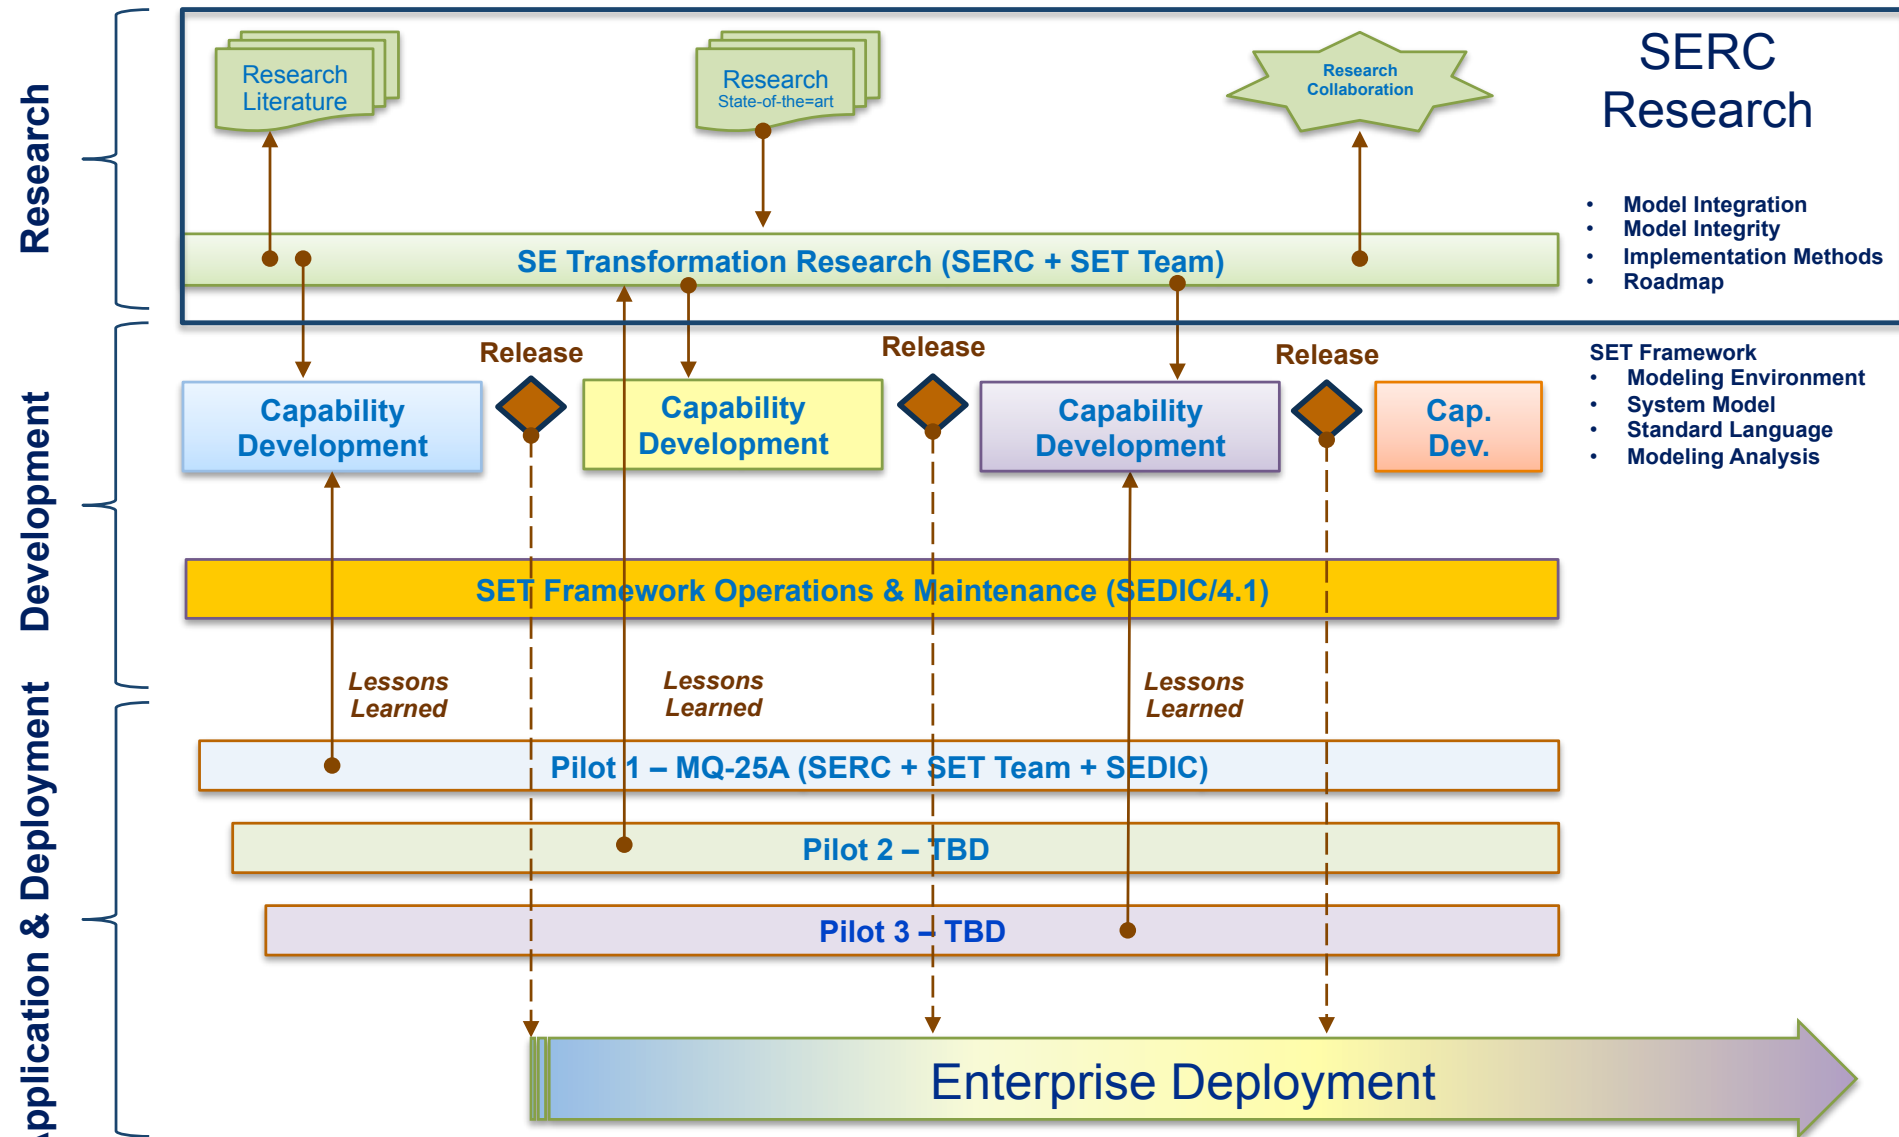 Research
Research
Literature
Research
State-of-the=art
Research
Collaboration
SERC
Research
• Model Integration
• Model Integrity
• Implementation Methods
• Roadmap
SE Transformation Research (SERC + SET Team)
Development
Release
Release
Release
Capability
Development
Capability
Development
Capability
Development
Cap.
Dev.
SET Framework
• Modeling Environment
• System Model
• Standard Language
• Modeling Analysis
SET Framework Operations & Maintenance (SEDIC/4.1)
Lessons
Learned
Lessons
Learned
Lessons
Learned
Application & Deployment
Pilot 1 – MQ-25A (SERC + SET Team + SEDIC)
Pilot 2 – TBD
Pilot 3 – TBD
Enterprise Deployment